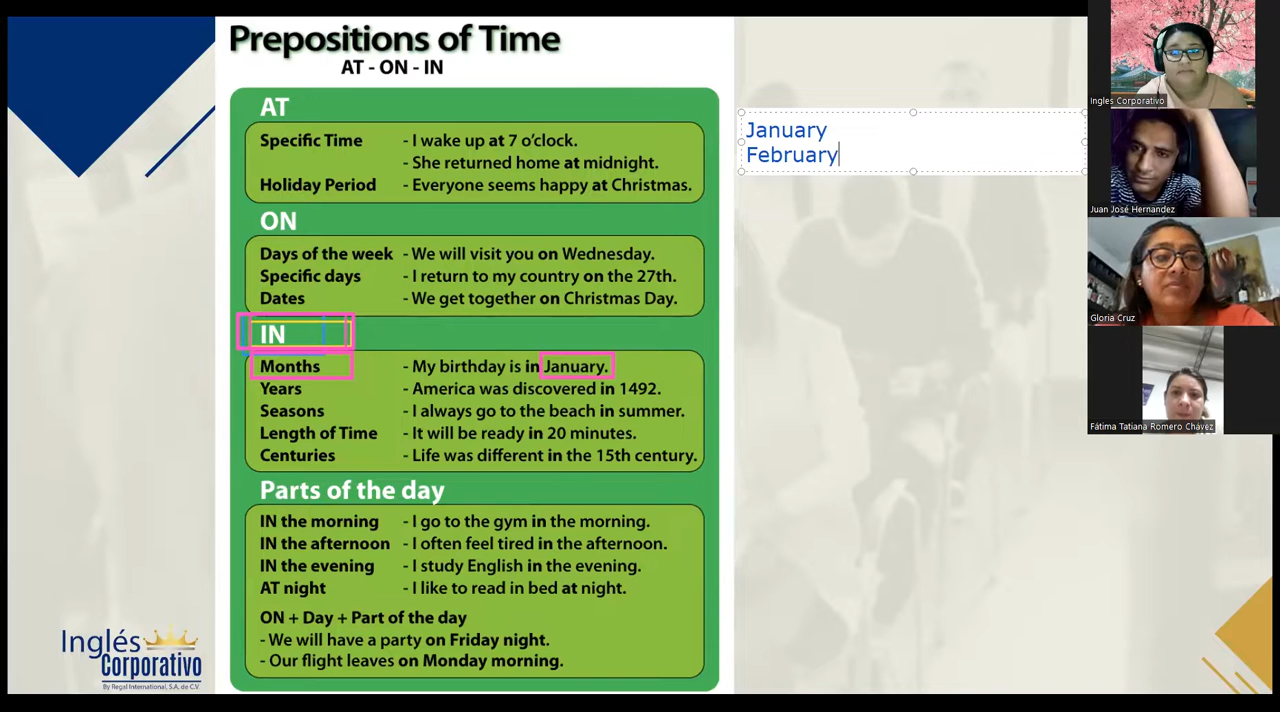 Prepositions of Time
AT - ON - IN
AT
Specific Time - I wake up at 7 o'clock.
- She returned home at midnight.
Holiday Period - Everyone seems happy at Christmas.
ON
Days of the week - We will visit you on Wednesday.
Specific days - I return to my country on the 27th.
Dates - We get together on Christmas Day.
IN
Months - My birthday is in January.
Years - America was discovered in 1492.
Seasons - I always go to the beach in summer.
Length of Time - It will be ready in 20 minutes.
Centuries - Life was different in the 15th century.
Parts of the day
IN the morning - I go to the gym in the morning.
IN the afternoon - I often feel tired in the afternoon.
IN the evening - I study English in the evening.
AT night - I like to read in bed at night.
ON + Day + Part of the day
- We will have a party on Friday night.
- Our flight leaves on Monday morning.
January
February
Ingles Corporativo
Juan José Hernandez
Gloria Cruz
Fátima Tatiana Romero Chávez
Inglés
Corporativo
By Regal International, S.A. de C.V